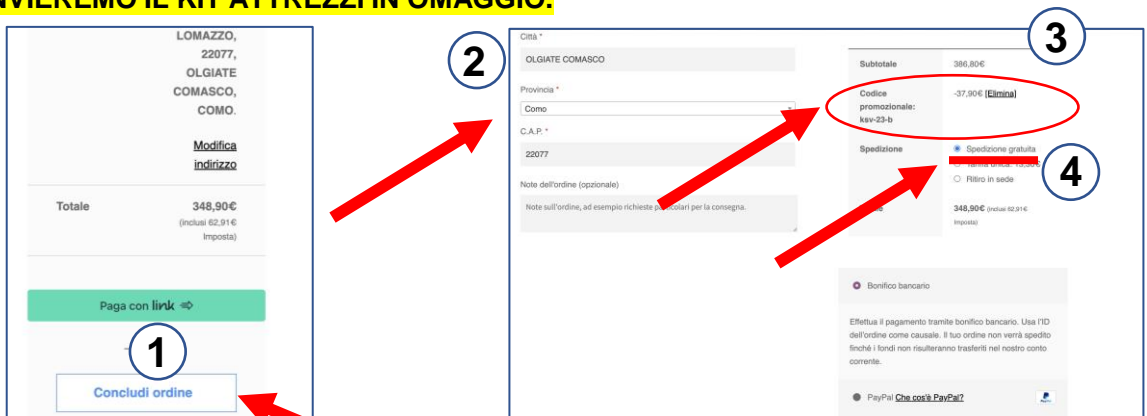 NVIEREMO IL KIT ATTREZZI IN OMAGGIO.
LOMAZZO,
22077,
OLGIATE
COMASCO,
COMO.
Modifica
indirizzo
Totale 348,90€
(inclusi 62,91€
Imposta)
Paga con link
1
Concludi ordine
2
Città *
OLGIATE COMASCO
Provincia *
Como
C.A.P. *
22077
Note dell'ordine (opzionale)
Note sull'ordine, ad esempio richieste particolari per la consegna.
3
Subtotale 386,80€
Codice promozionale: ksv-23-b -37,90€ [Elimina]
Spedizione Spedizione gratuita
Tariffa unica:
Ritiro in sede
4
348,90€ (inclusi 62,91€
Imposta)
Bonifico bancario
Effettua il pagamento tramite bonifico bancario. Usa l'ID
dell'ordine come causale. Il tuo ordine non verrà spedito
finché i fondi non risulteranno trasferiti nel nostro conto
corrente.
PayPal Che cos'è PayPal?